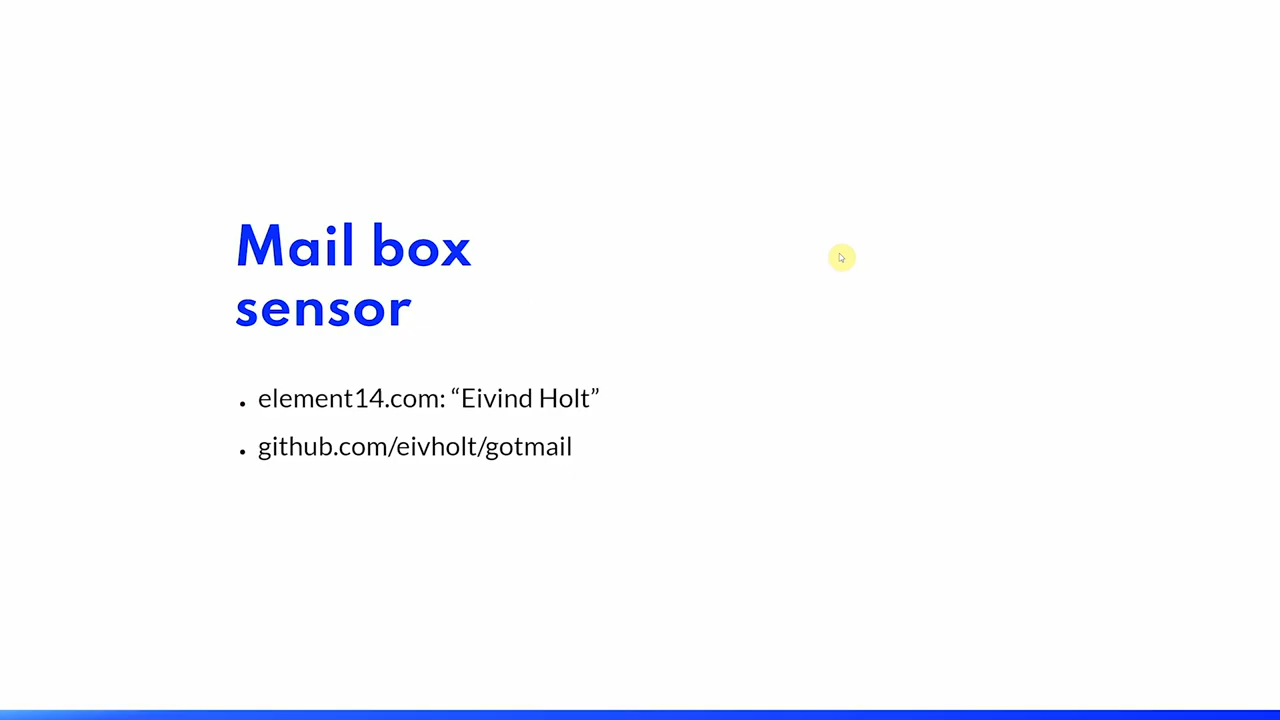 Mail box
sensor
• element14.com: “Eivind Holt”
• github.com/eivholt/gotmail